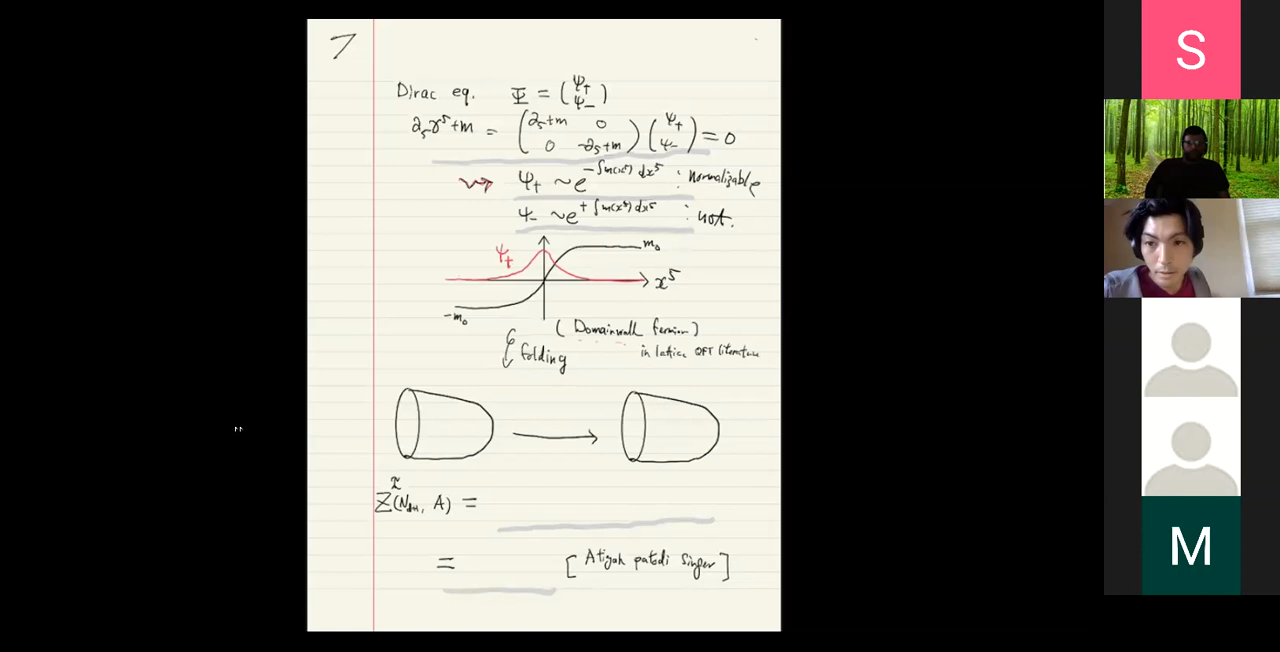 7
Dirac eq. Ψ = (ψ₊ ψ₋)
∂₅γ⁵+m = (∂₅+m 0 0 -∂₅+m)(ψ₊ ψ₋) = 0
ψ₊ ~ e^{-∫m(x⁵)dx⁵} : normalizable
ψ₋ ~ e^{+∫m(x⁵)dx⁵} : not.
ψ₊ m₀
x⁵
-m₀
(Domainwall fermion)
folding in lattice QFT literature
Z (N_{d+1}, A) =
= [Atiyah patodi singer]
S
M